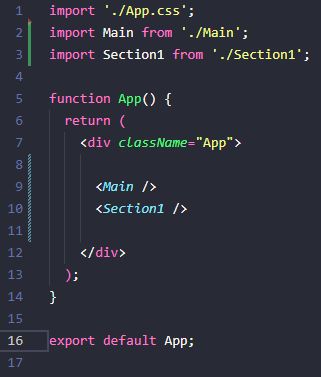 1 import './App.css';
2 import Main from './Main';
3 import Section1 from './Section1';
4
5 function App() {
6 return (
7 <div className="App">
8
9 <Main />
10 <Section1 />
11
12 </div>
13 );
14 }
15
16 export default App;
17